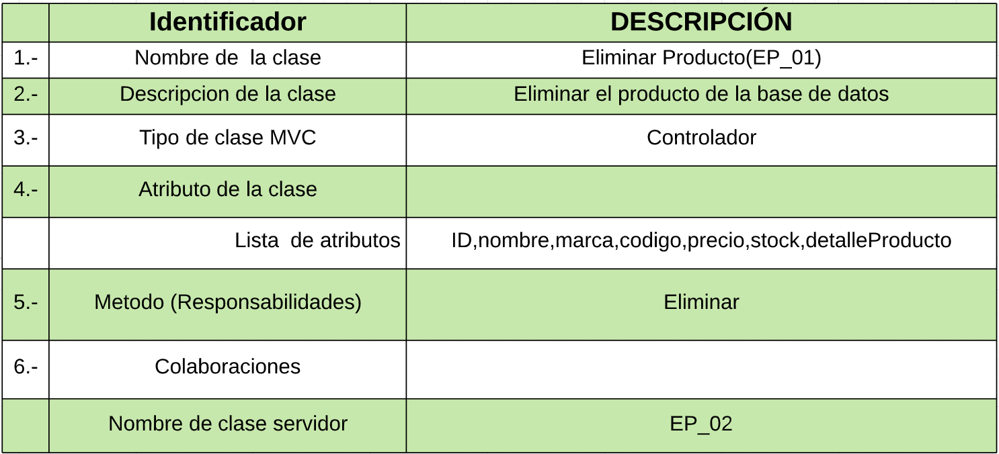 Identificador DESCRIPCIÓN
1.- Nombre de  la clase Eliminar Producto(EP_01)
2.- Descripcion de la clase Eliminar el producto de la base de datos
3.- Tipo de clase MVC Controlador
4.- Atributo de la clase
Lista  de atributos ID,nombre,marca,codigo,precio,stock,detalleProducto
5.- Metodo (Responsabilidades) Eliminar
6.- Colaboraciones
Nombre de clase servidor EP_02